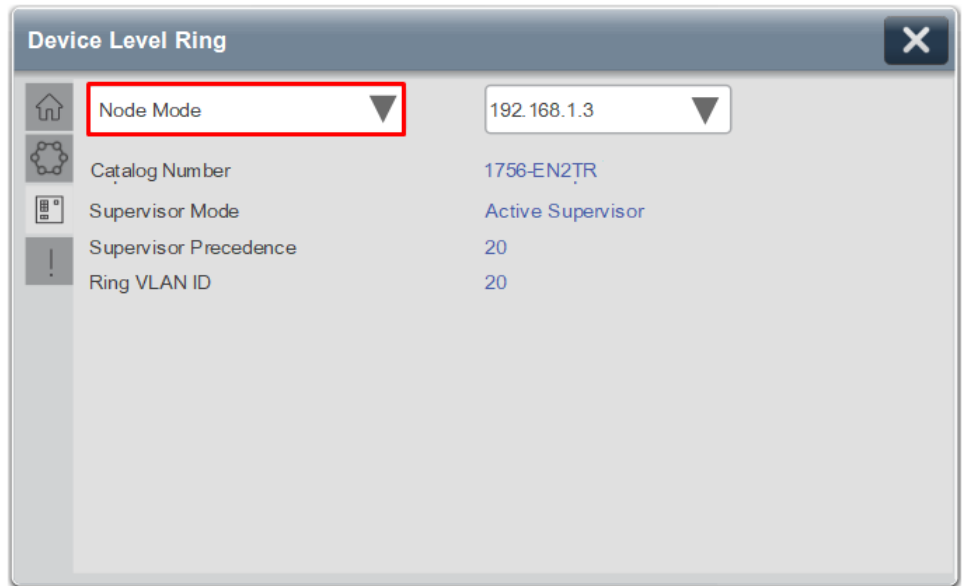 Device Level Ring
Node Mode 192.168.1.3
Catalog Number 1756-EN2TR
Supervisor Mode Active Supervisor
Supervisor Precedence 20
Ring VLAN ID 20